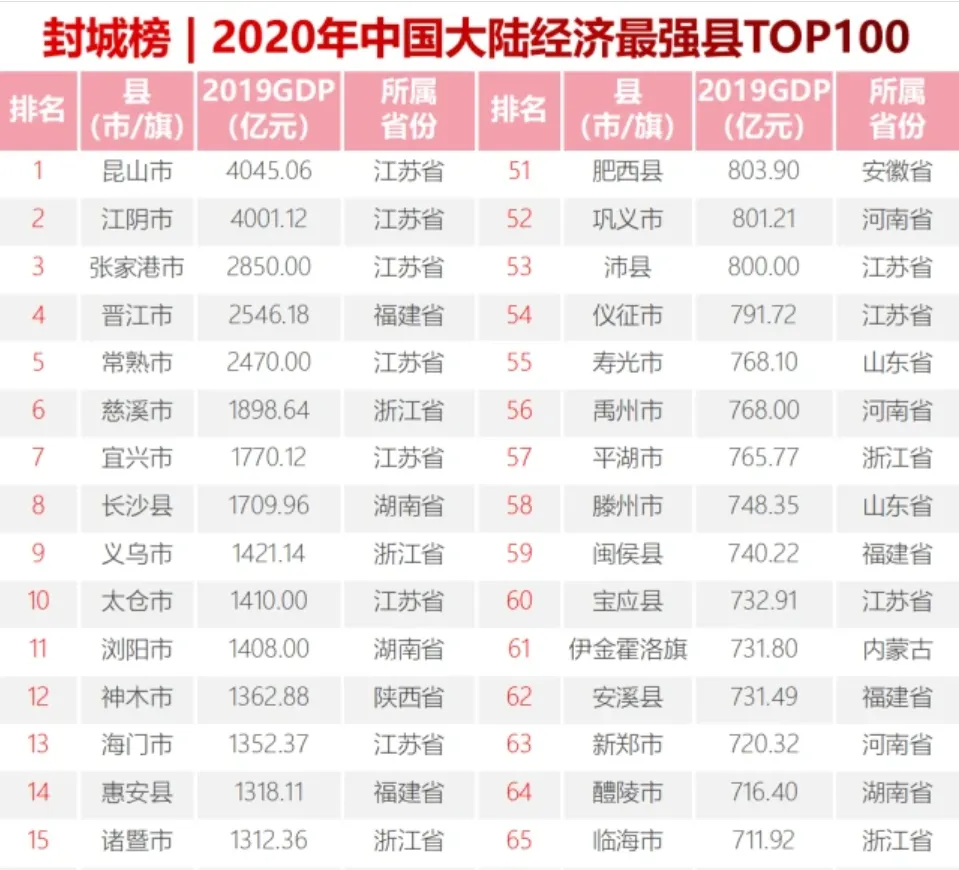 封城榜 | 2020年中国大陆经济最强县TOP100
排名 县(市/旗) 2019GDP(亿元) 所属省份 排名 县(市/旗) 2019GDP(亿元) 所属省份
1 昆山市 4045.06 江苏省 51 肥西县 803.90 安徽省
2 江阴市 4001.12 江苏省 52 巩义市 801.21 河南省
3 张家港市 2850.00 江苏省 53 沛县 800.00 江苏省
4 晋江市 2546.18 福建省 54 仪征市 791.72 江苏省
5 常熟市 2470.00 江苏省 55 寿光市 768.10 山东省
6 慈溪市 1898.64 浙江省 56 禹州市 768.00 河南省
7 宜兴市 1770.12 江苏省 57 平湖市 765.77 浙江省
8 长沙县 1709.96 湖南省 58 滕州市 748.35 山东省
9 义乌市 1421.14 浙江省 59 闽侯县 740.22 福建省
10 太仓市 1410.00 江苏省 60 宝应县 732.91 江苏省
11 浏阳市 1408.00 湖南省 61 伊金霍洛旗 731.80 内蒙古
12 神木市 1362.88 陕西省 62 安溪县 731.49 福建省
13 海门市 1352.37 江苏省 63 新郑市 720.32 河南省
14 惠安县 1318.11 福建省 64 醴陵市 716.40 湖南省
15 诸暨市 1312.36 浙江省 65 临海市 711.92 浙江省